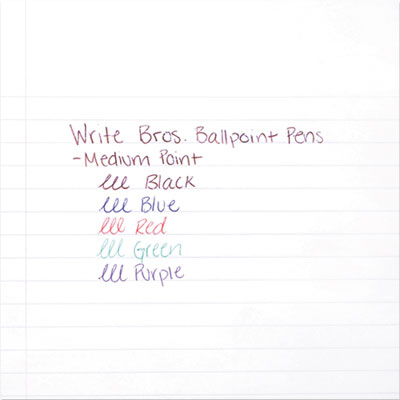 Write Bros. Ballpoint Pens
-Medium Point
lll Black
lll Blue
lll Red
lll Green
lll Purple